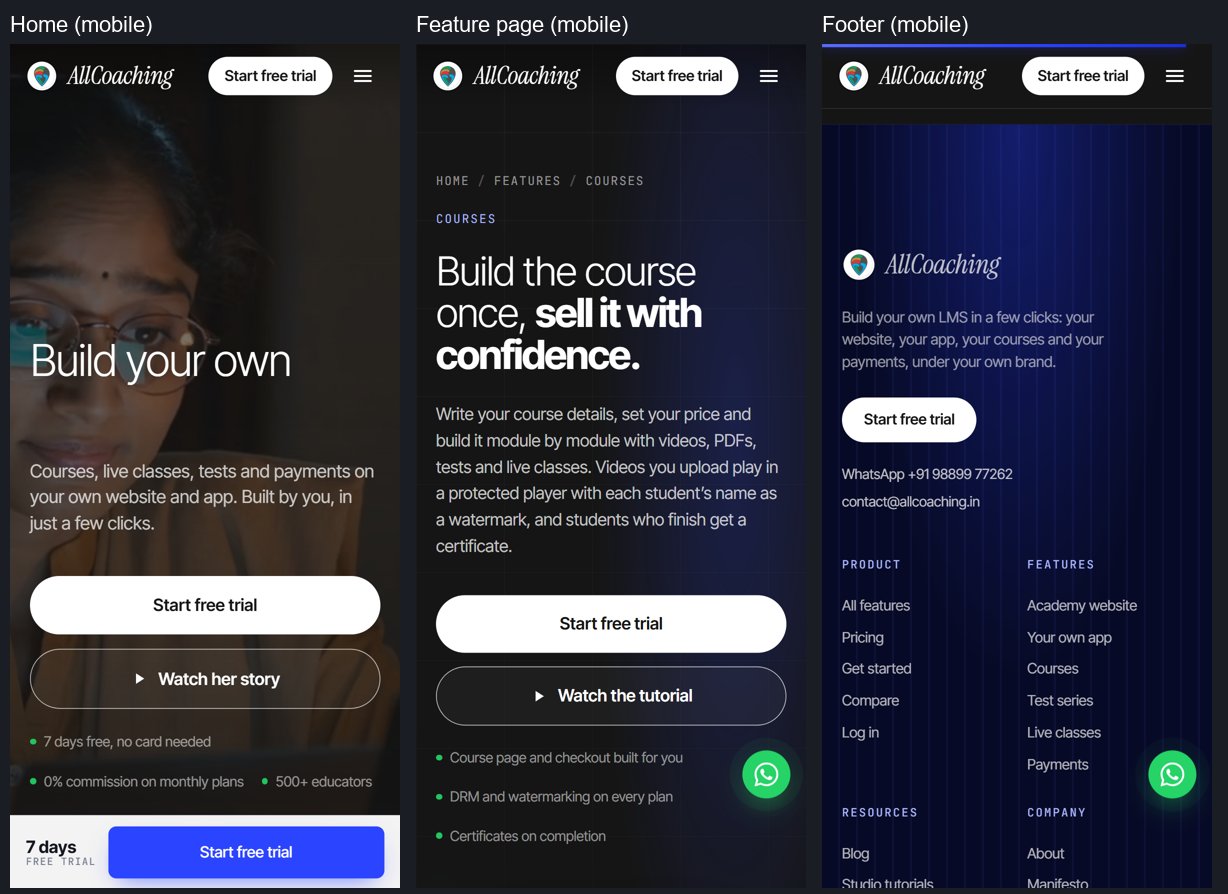 Home (mobile)
AllCoaching
Start free trial
Build your own
Courses, live classes, tests and payments on
your own website and app. Built by you, in
just a few clicks.
Start free trial
Watch her story
7 days free, no card needed
0% commission on monthly plans
500+ educators
7 days
FREE TRIAL
Start free trial
Feature page (mobile)
AllCoaching
Start free trial
HOME / FEATURES / COURSES
COURSES
Build the course
once, sell it with
confidence.
Write your course details, set your price and
build it module by module with videos, PDFs,
tests and live classes. Videos you upload play in
a protected player with each student’s name as
a watermark, and students who finish get a
certificate.
Start free trial
Watch the tutorial
Course page and checkout built for you
DRM and watermarking on every plan
Certificates on completion
Footer (mobile)
AllCoaching
Start free trial
AllCoaching
Build your own LMS in a few clicks: your
website, your app, your courses and your
payments, under your own brand.
Start free trial
WhatsApp +91 98899 77262
contact@allcoaching.in
PRODUCT
All features
Pricing
Get started
Compare
Log in
FEATURES
Academy website
Your own app
Courses
Test series
Live classes
Payments
RESOURCES
Blog
Studio tutorials
COMPANY
About
Manifesto